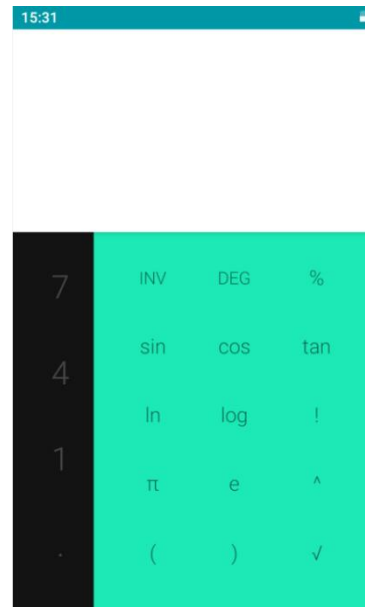 15:31
7
4
1
.
INV DEG %
sin cos tan
ln log !
π e ^
( ) √